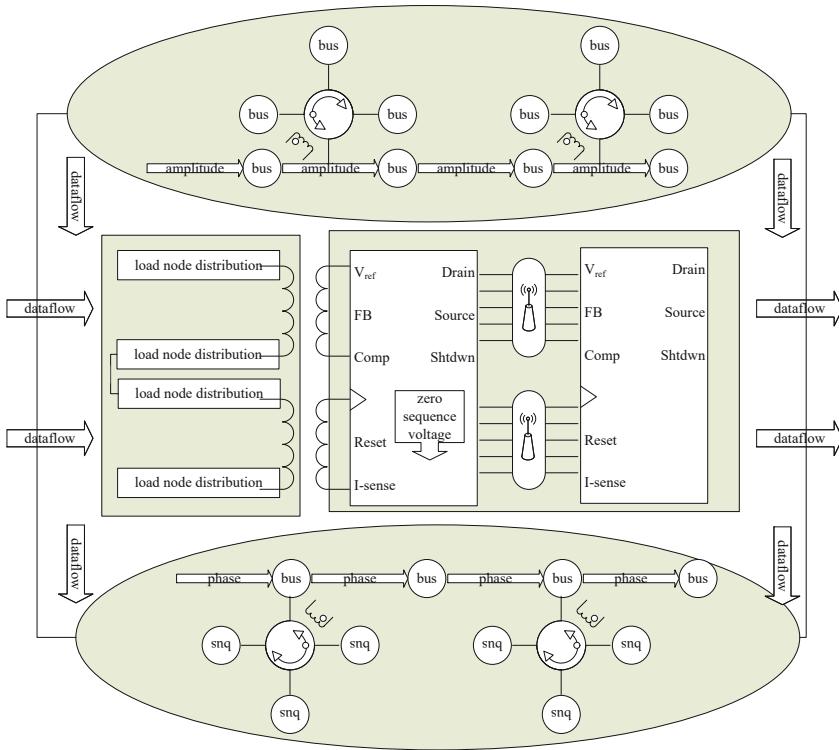 bus
bus
bus
bus
bus
bus
bus
amplitude
bus
amplitude
bus
amplitude
bus
amplitude
bus
dataflow
dataflow
load node distribution
load node distribution
load node distribution
load node distribution
Vref
FB
Comp
Reset
I-sense
Drain
Source
Shtdwn
zero
sequence
voltage
Vref
FB
Comp
Reset
I-sense
Drain
Source
Shtdwn
dataflow
dataflow
dataflow
dataflow
dataflow
dataflow
phase
bus
phase
bus
phase
bus
phase
bus
snq
snq
snq
snq
snq
snq